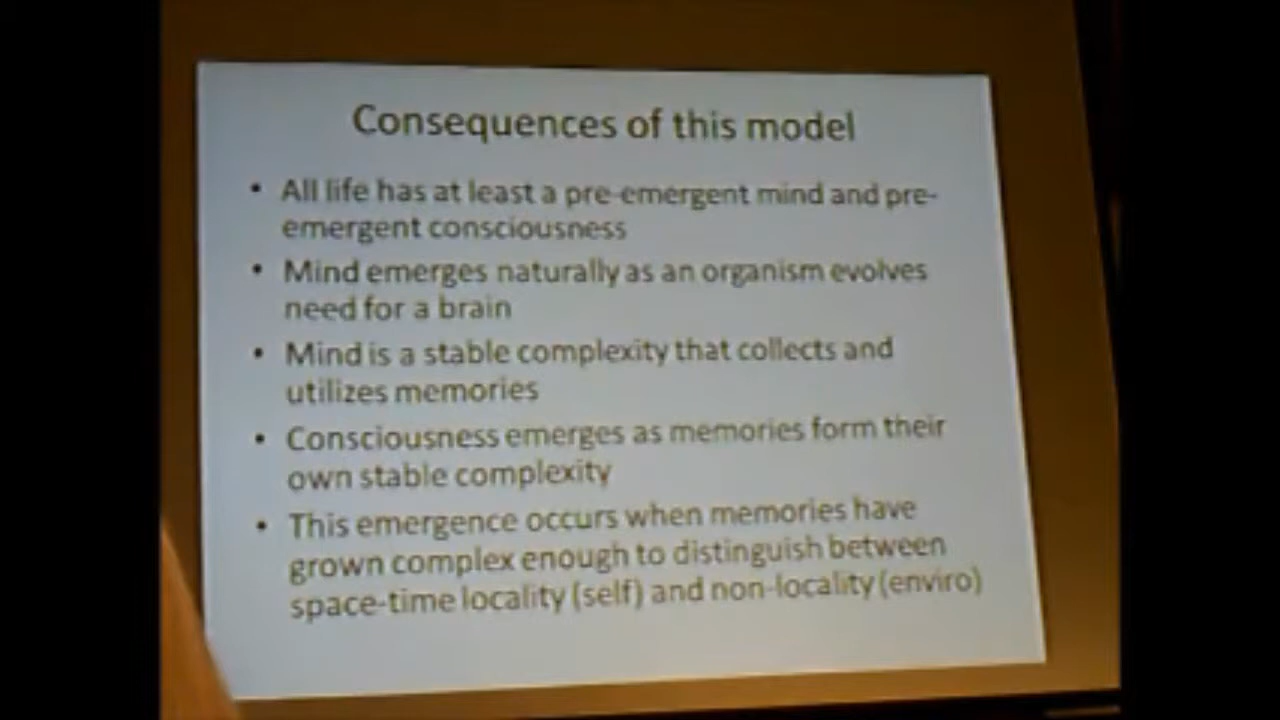 Consequences of this model
• All life has at least a pre-emergent mind and pre-
emergent consciousness
• Mind emerges naturally as an organism evolves
need for a brain
• Mind is a stable complexity that collects and
utilizes memories
• Consciousness emerges as memories form their
own stable complexity
• This emergence occurs when memories have
grown complex enough to distinguish between
space-time locality (self) and non-locality (enviro)